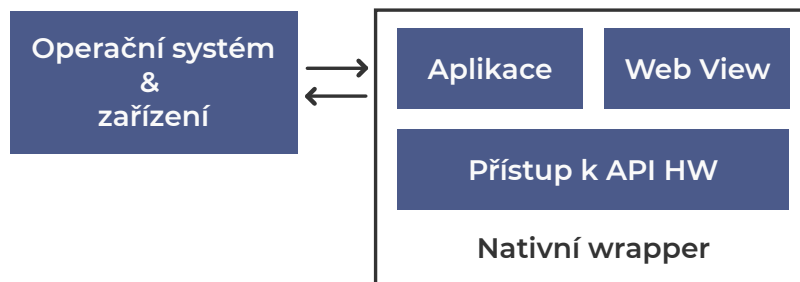 Operační systém
&
zařízení
Aplikace
Web View
Přístup k API HW
Nativní wrapper